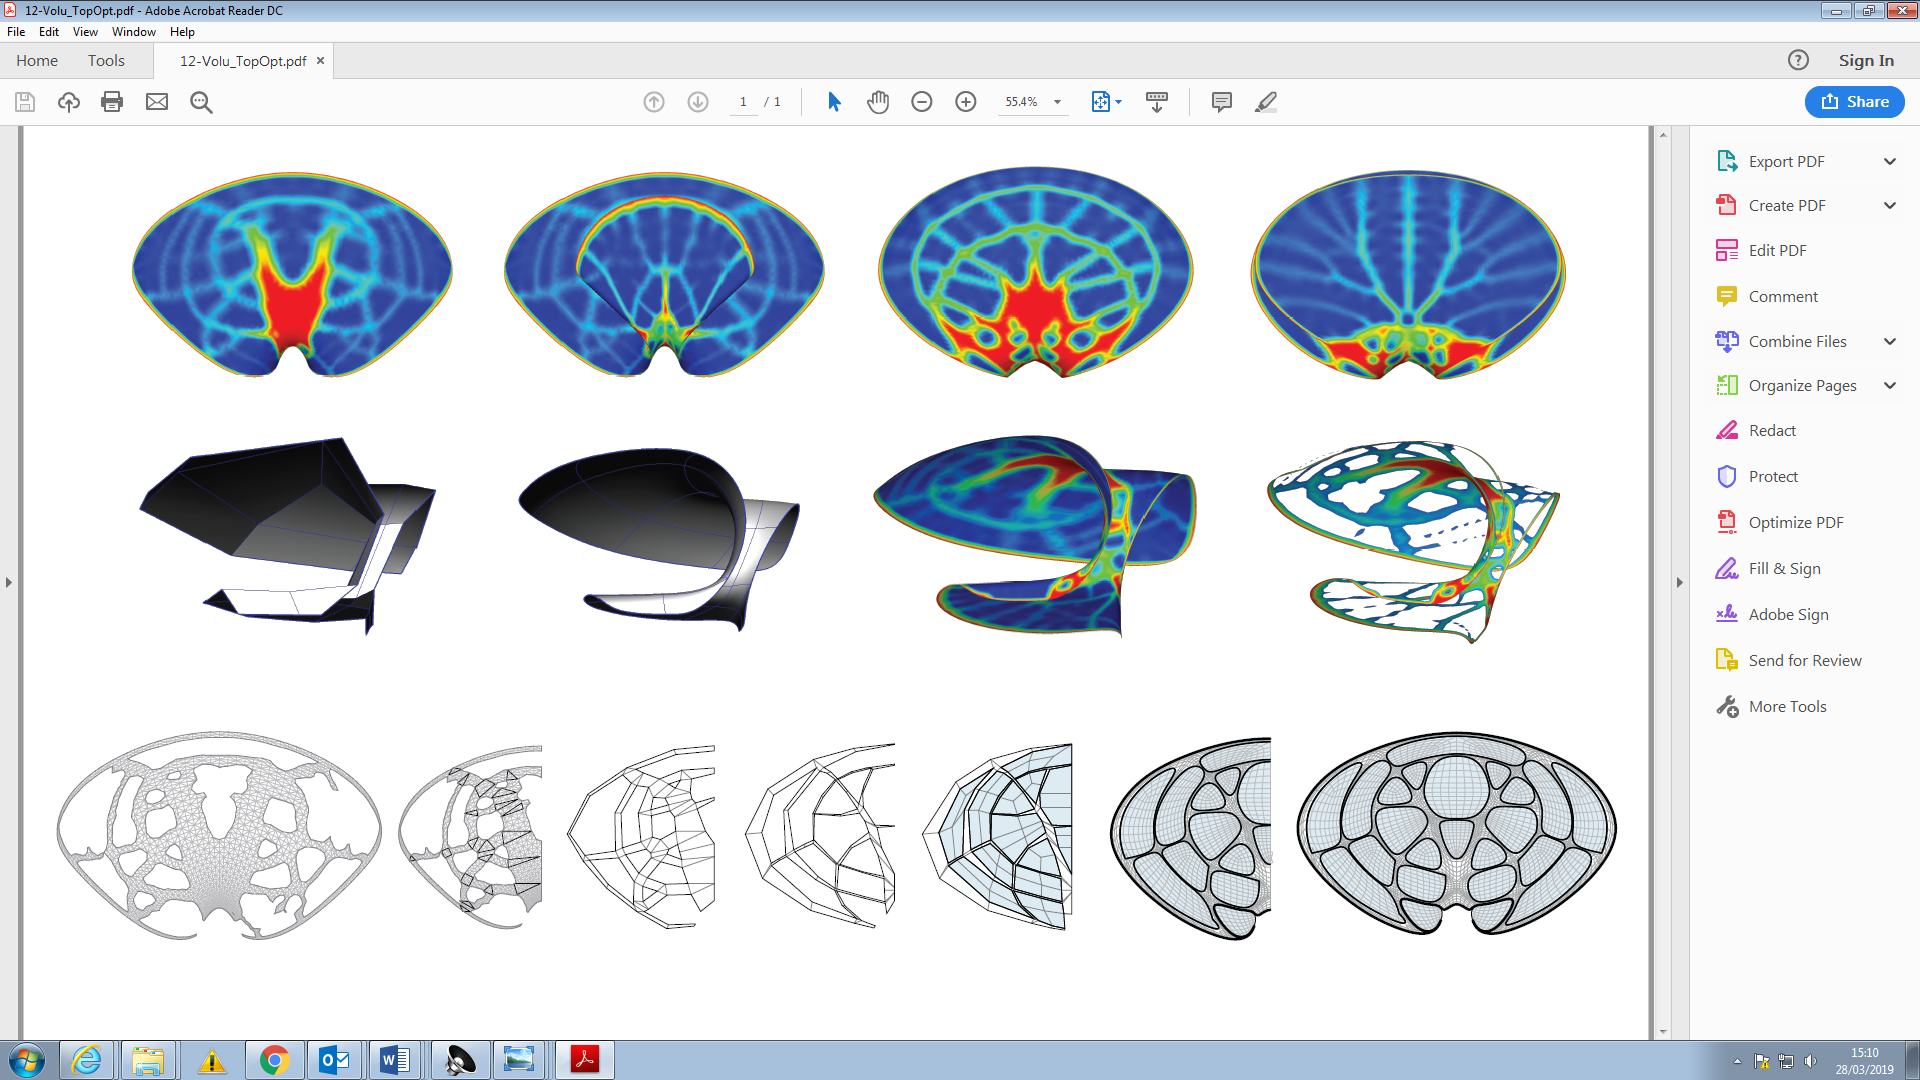 12-Volu_TopOpt.pdf - Adobe Acrobat Reader DC
File Edit View Window Help
Home Tools 12-Volu_TopOpt.pdf × Sign In
1 / 1 55.4% Share
Export PDF
Create PDF
Edit PDF
Comment
Combine Files
Organize Pages
Redact
Protect
Optimize PDF
Fill & Sign
Adobe Sign
Send for Review
More Tools
15:10
28/03/2019